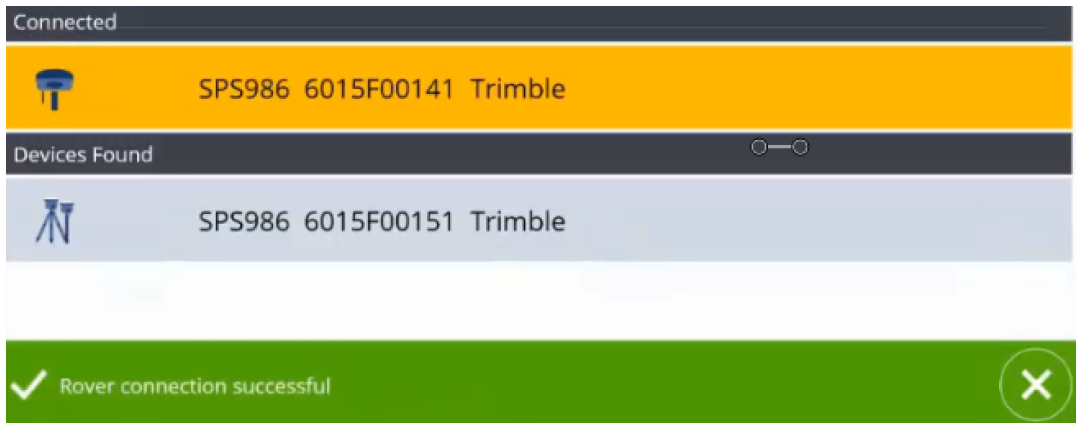 Connected
SPS986 6015F00141 Trimble
Devices Found
SPS986 6015F00151 Trimble
Rover connection successful